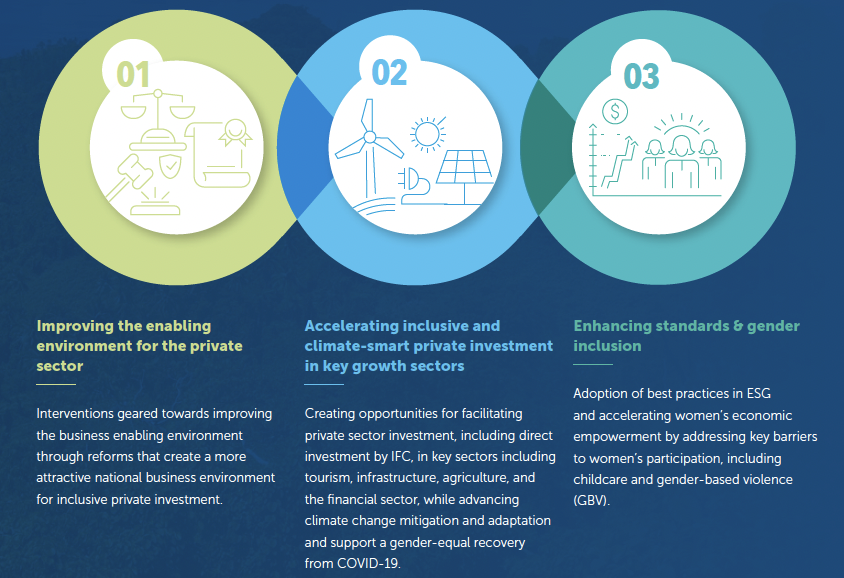 01
02
03
$
Improving the enabling
environment for the private
sector
Interventions geared towards improving
the business enabling environment
through reforms that create a more
attractive national business environment
for inclusive private investment.
Accelerating inclusive and
climate-smart private investment
in key growth sectors
Creating opportunities for facilitating
private sector investment, including direct
investment by IFC, in key sectors including
tourism, infrastructure, agriculture, and
the financial sector, while advancing
climate change mitigation and adaptation
and support a gender-equal recovery
from COVID-19.
Enhancing standards & gender
inclusion
Adoption of best practices in ESG
and accelerating women’s economic
empowerment by addressing key barriers
to women’s participation, including
childcare and gender-based violence
(GBV).